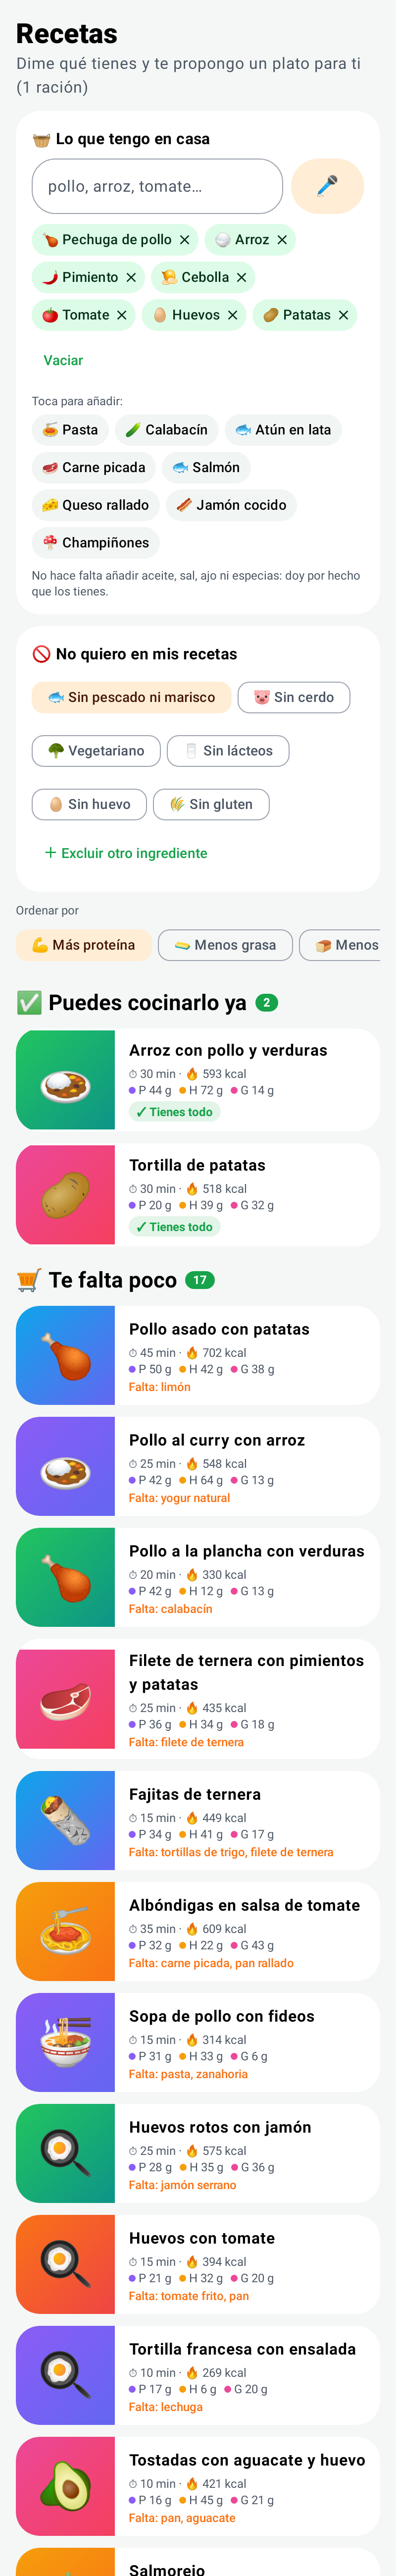 Recetas
Dime qué tienes y te propongo un plato para ti
(1 ración)
Lo que tengo en casa
pollo, arroz, tomate…
Pechuga de pollo ✕ Arroz ✕
Pimiento ✕ Cebolla ✕
Tomate ✕ Huevos ✕ Patatas ✕
Vaciar
Toca para añadir:
Pasta Calabacín Atún en lata
Carne picada Salmón
Queso rallado Jamón cocido
Champiñones
No hace falta añadir aceite, sal, ajo ni especias: doy por hecho
que los tienes.
No quiero en mis recetas
Sin pescado ni marisco Sin cerdo
Vegetariano Sin lácteos
Sin huevo Sin gluten
+ Excluir otro ingrediente
Ordenar por
Más proteína Menos grasa Menos
Puedes cocinarlo ya 2
Arroz con pollo y verduras
30 min · 593 kcal
P 44 g H 72 g G 14 g
✓ Tienes todo
Tortilla de patatas
30 min · 518 kcal
P 20 g H 39 g G 32 g
✓ Tienes todo
Te falta poco 17
Pollo asado con patatas
45 min · 702 kcal
P 50 g H 42 g G 38 g
Falta: limón
Pollo al curry con arroz
25 min · 548 kcal
P 42 g H 64 g G 13 g
Falta: yogur natural
Pollo a la plancha con verduras
20 min · 330 kcal
P 42 g H 12 g G 13 g
Falta: calabacín
Filete de ternera con pimientos
y patatas
25 min · 435 kcal
P 36 g H 34 g G 18 g
Falta: filete de ternera
Fajitas de ternera
15 min · 449 kcal
P 34 g H 41 g G 17 g
Falta: tortillas de trigo, filete de ternera
Albóndigas en salsa de tomate
35 min · 609 kcal
P 32 g H 22 g G 43 g
Falta: carne picada, pan rallado
Sopa de pollo con fideos
15 min · 314 kcal
P 31 g H 33 g G 6 g
Falta: pasta, zanahoria
Huevos rotos con jamón
25 min · 575 kcal
P 28 g H 35 g G 36 g
Falta: jamón serrano
Huevos con tomate
15 min · 394 kcal
P 21 g H 32 g G 20 g
Falta: tomate frito, pan
Tortilla francesa con ensalada
10 min · 269 kcal
P 17 g H 6 g G 20 g
Falta: lechuga
Tostadas con aguacate y huevo
10 min · 421 kcal
P 16 g H 45 g G 21 g
Falta: pan, aguacate
Salmorejo